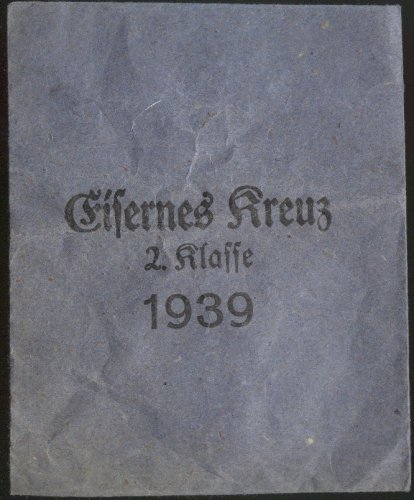 Eisernes Kreuz
2. Klasse
1939